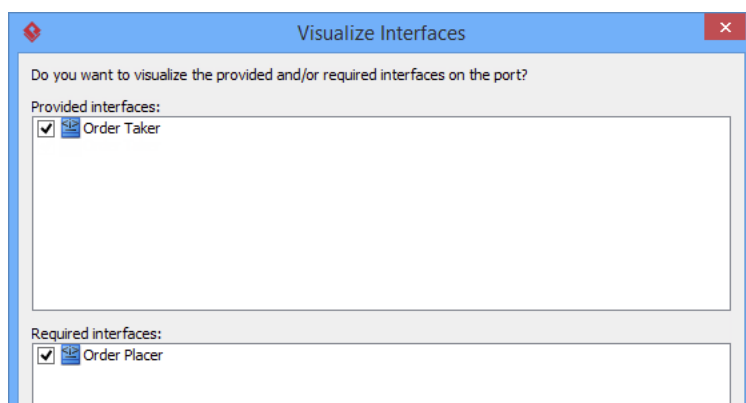 Visualize Interfaces
Do you want to visualize the provided and/or required interfaces on the port?
Provided interfaces:
Order Taker
Required interfaces:
Order Placer